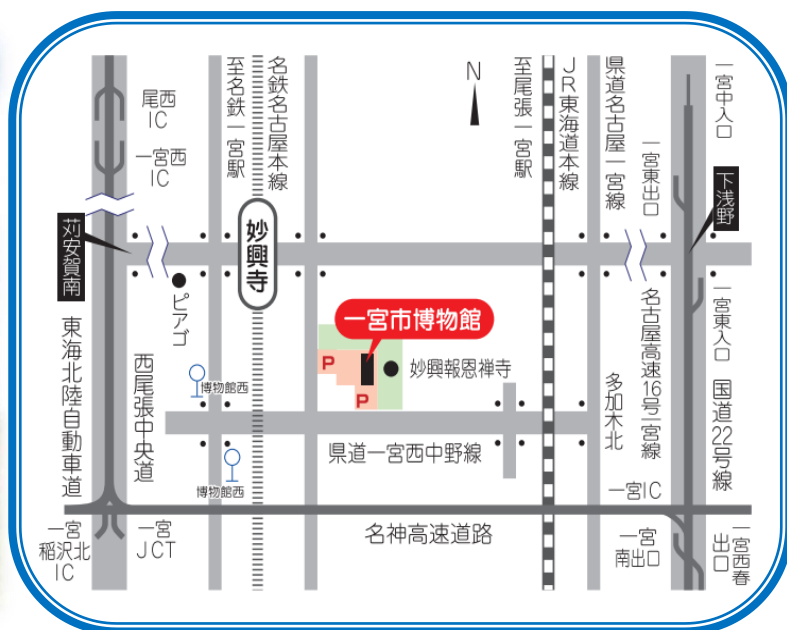 尾西
IC
一宮西
IC
至名鉄一宮駅
名鉄名古屋本線
N
至尾張一宮駅
JR東海道本線
県道名古屋一宮線
一宮東出口
一宮中入口
下浅野
苅安賀南
妙興寺
ピアゴ
一宮市博物館
P
妙興報恩禅寺
P
東海北陸自動車道
西尾張中央道
博物館西
博物館西
県道一宮西中野線
多加木北
名古屋高速16号一宮線
一宮東入口
国道22号線
一宮IC
名神高速道路
一宮
稲沢北
IC
一宮
JCT
一宮
南出口
一宮西春
出口